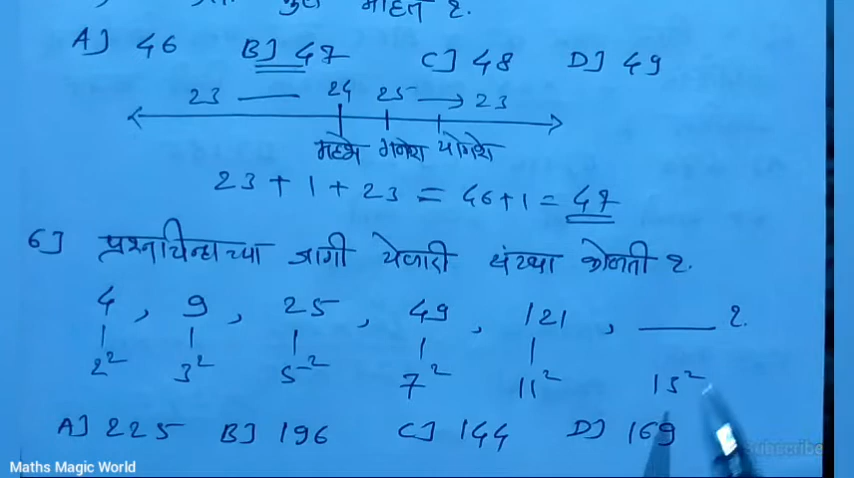 A] 46 B] 47 C] 48 D] 49
23 — 24 25 → 23
महेश गणेश योगेश
23 + 1 + 23 = 46+1 = 47
6] प्रश्नचिन्हाच्या जागी येणारी संख्या कोणती ?.
4, 9, 25, 49, 121, ___ ?.
2² 3² 5² 7² 11² 13²
A] 225 B] 196 C] 144 D] 169
Subscribe
Maths Magic World